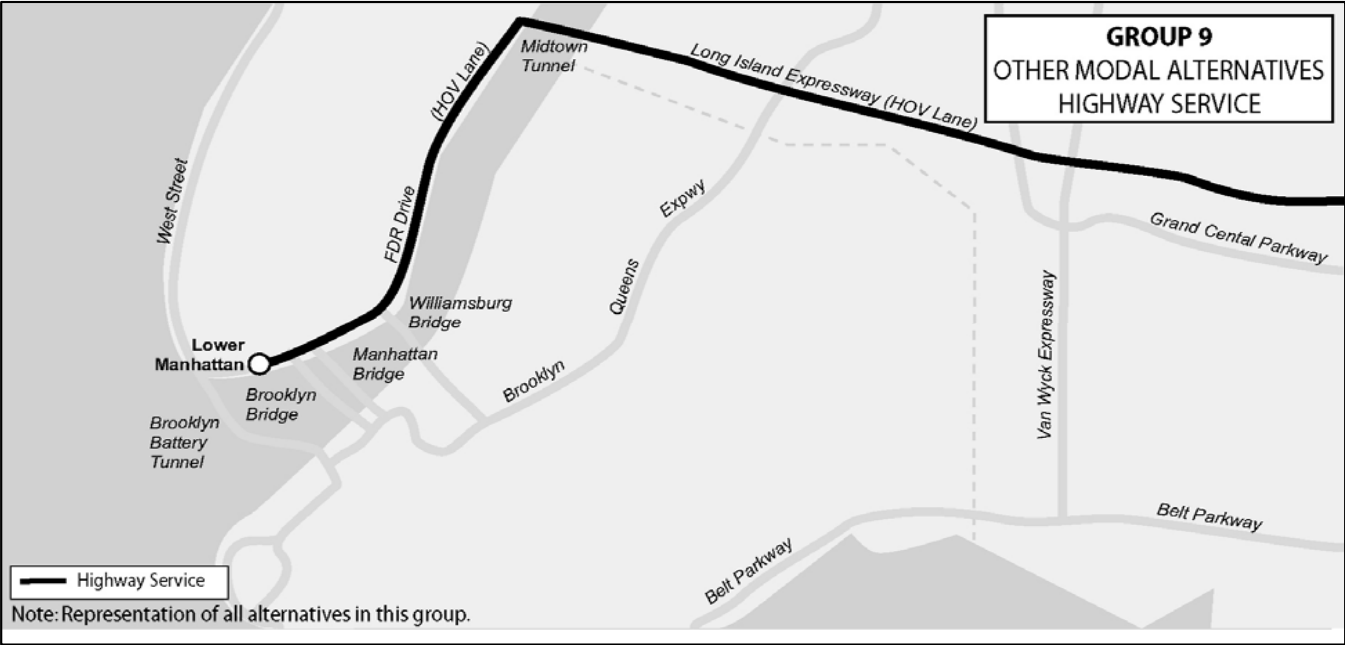 GROUP 9
OTHER MODAL ALTERNATIVES
HIGHWAY SERVICE
Midtown
Tunnel
(HOV Lane)
Long Island Expressway (HOV Lane)
West Street
FDR Drive
Expwy
Queens
Brooklyn
Grand Cental Parkway
Van Wyck Expressway
Williamsburg
Bridge
Lower
Manhattan
Manhattan
Bridge
Brooklyn
Bridge
Brooklyn
Battery
Tunnel
Belt Parkway
Belt Parkway
Highway Service
Note: Representation of all alternatives in this group.